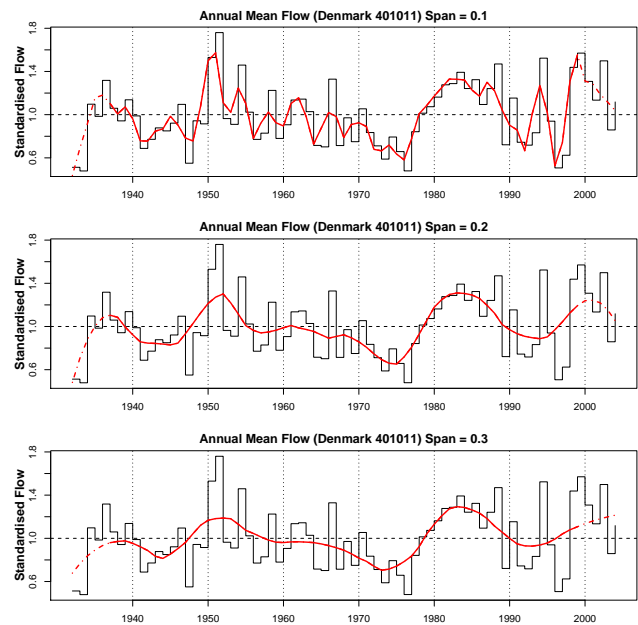 Annual Mean Flow (Denmark 401011) Span = 0.1
Standardised Flow
0.6 1.0 1.4 1.8
1940 1950 1960 1970 1980 1990 2000
Annual Mean Flow (Denmark 401011) Span = 0.2
Standardised Flow
0.6 1.0 1.4 1.8
1940 1950 1960 1970 1980 1990 2000
Annual Mean Flow (Denmark 401011) Span = 0.3
Standardised Flow
0.6 1.0 1.4 1.8
1940 1950 1960 1970 1980 1990 2000